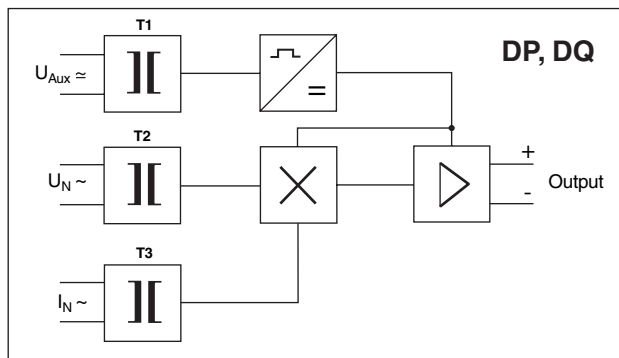 T1
DP, DQ
U_Aux ≃
T2
U_N ~
+
Output
-
T3
I_N ~